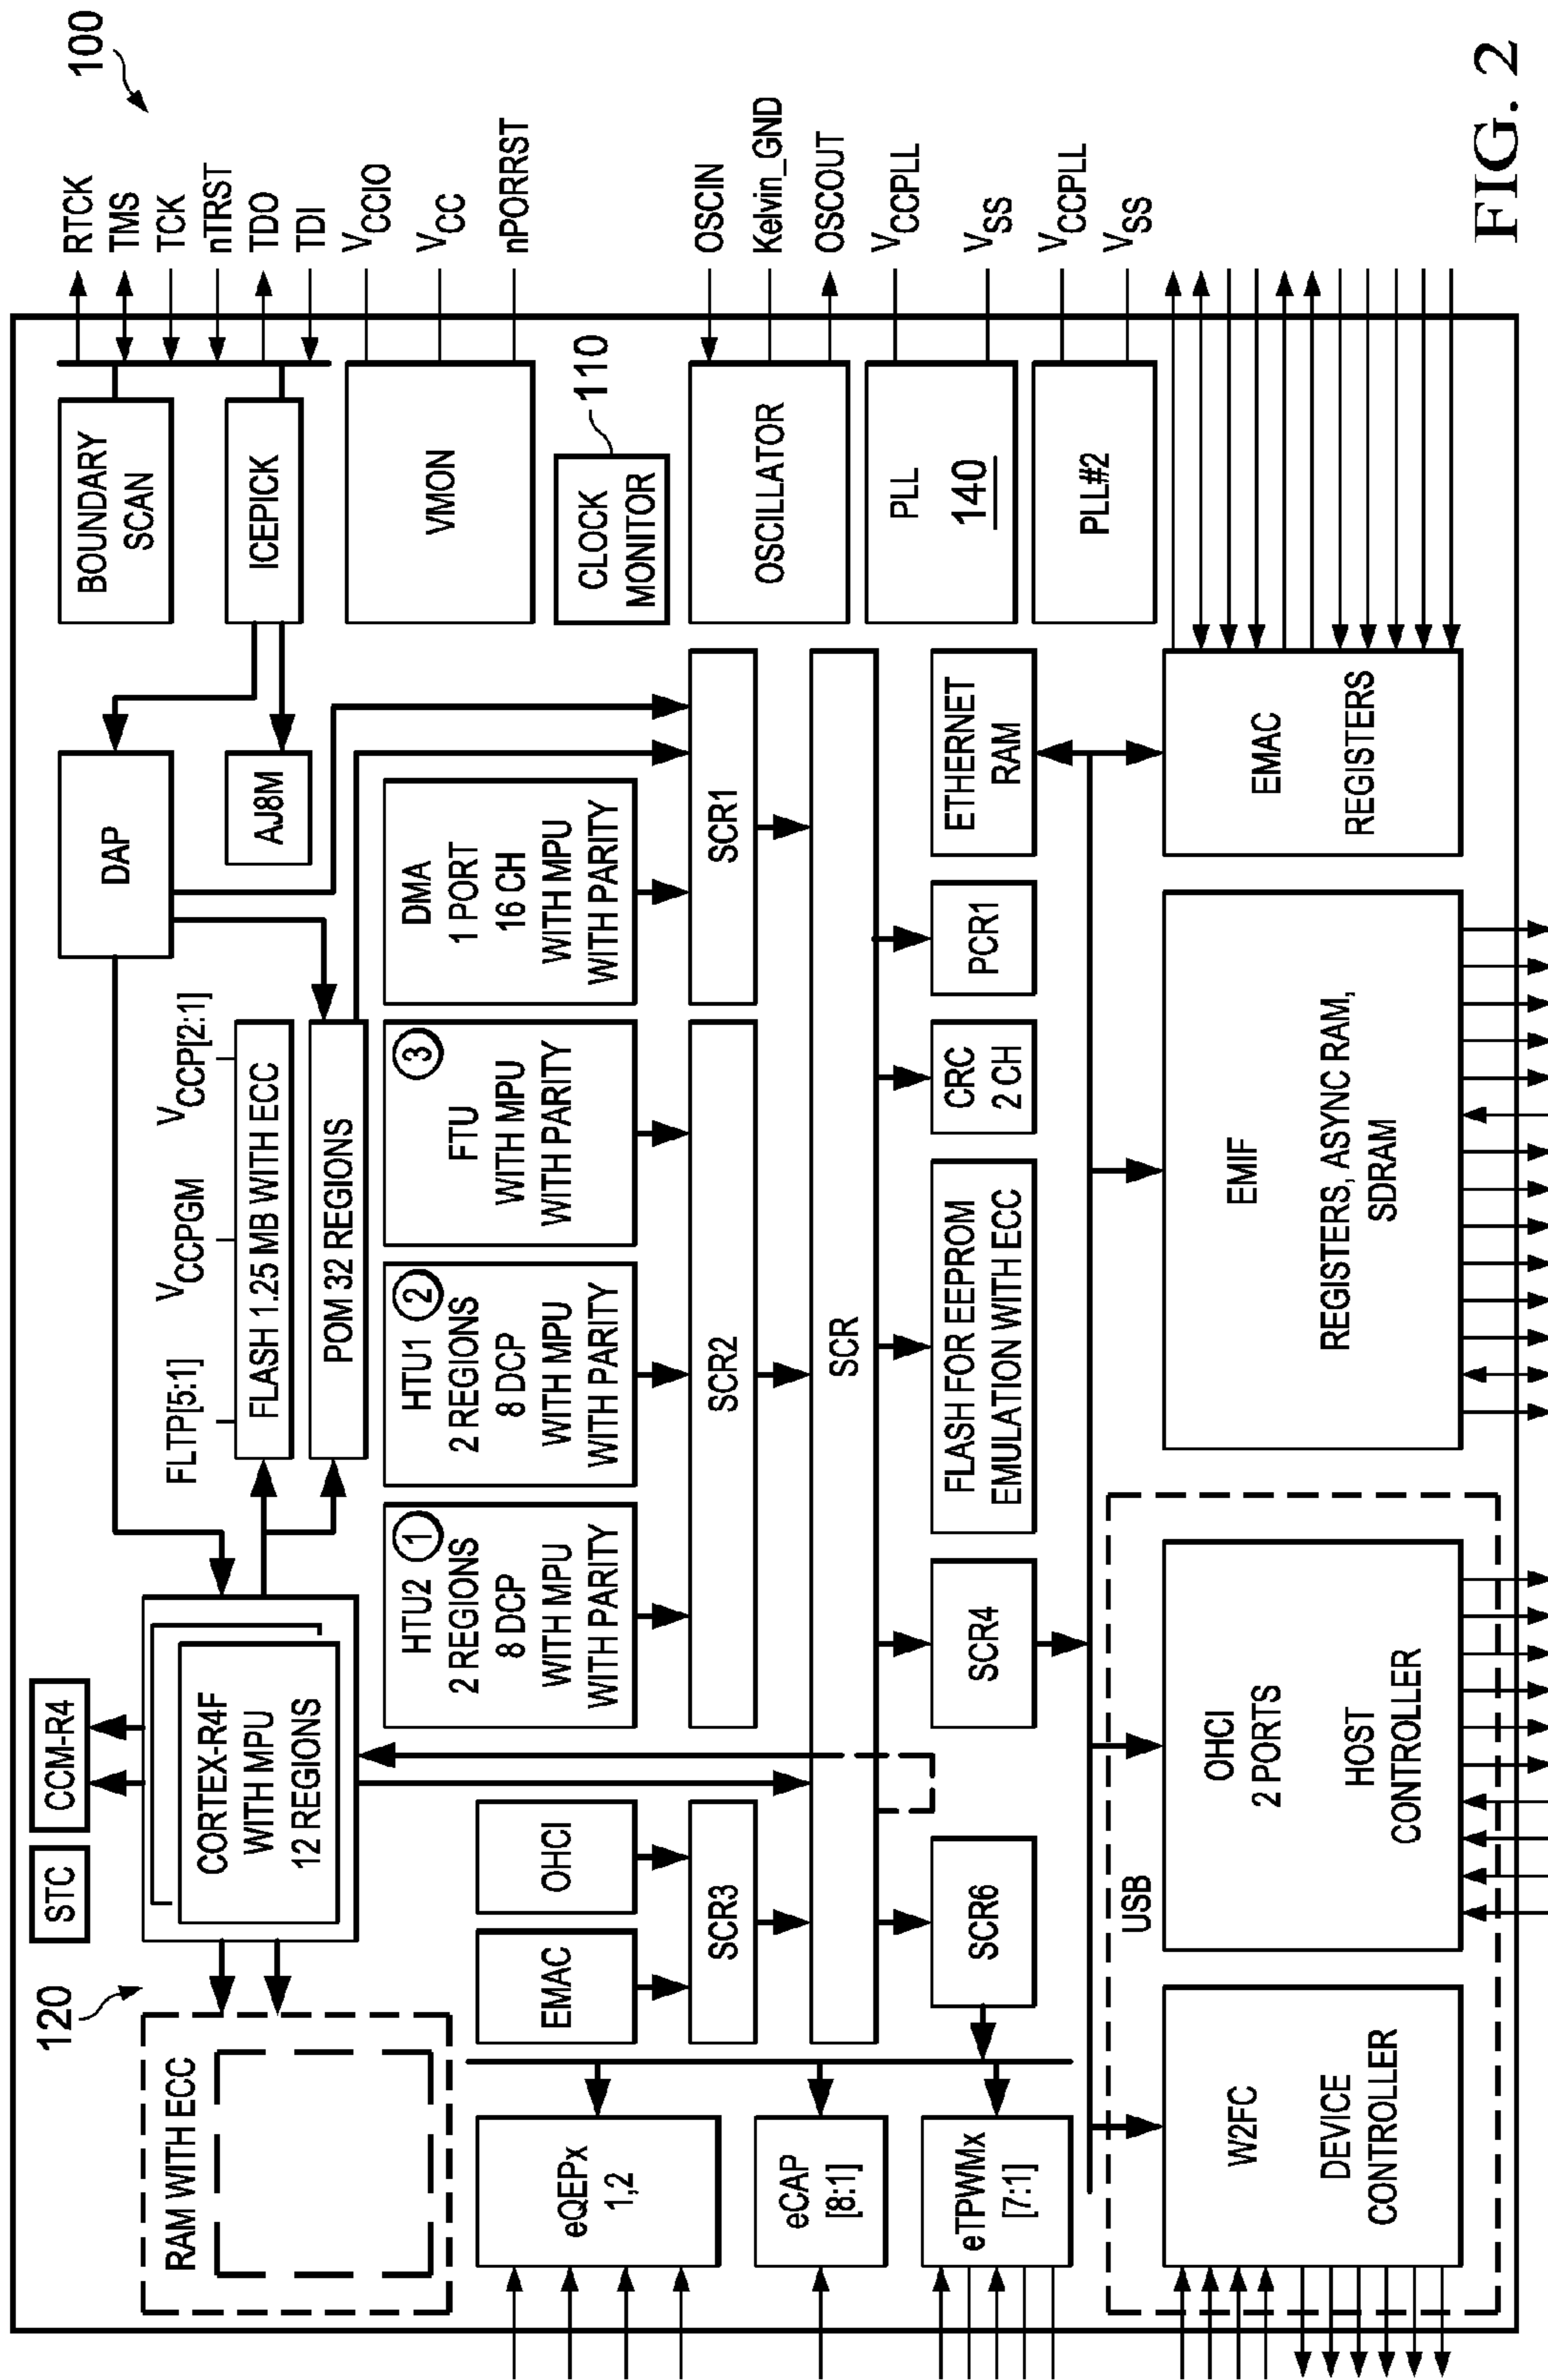 100
120
STC
CCM-R4
CORTEX-R4F
WITH MPU
12 REGIONS
RAM WITH ECC
FLTP[5:1]
VCCPGM
VCCP[2:1]
FLASH 1.25 MB WITH ECC
POM 32 REGIONS
DAP
AJ8M
BOUNDARY
SCAN
ICEPICK
RTCK
TMS
TCK
nTRST
TDO
TDI
VMON
VCCIO
VCC
nPORRST
CLOCK
MONITOR
110
OSCILLATOR
OSCIN
Kelvin_GND
OSCOUT
PLL
140
VCCPLL
VSS
PLL#2
VCCPLL
VSS
HTU2 1
2 REGIONS
8 DCP
WITH MPU
WITH PARITY
HTU1 2
2 REGIONS
8 DCP
WITH MPU
WITH PARITY
3
FTU
WITH MPU
WITH PARITY
DMA
1 PORT
16 CH
WITH MPU
WITH PARITY
EMAC
OHCI
SCR3
SCR2
SCR1
SCR
eQEPx
1,2
eCAP
[8:1]
eTPWMx
[7:1]
SCR6
SCR4
FLASH FOR EEPROM
EMULATION WITH ECC
CRC
2 CH
PCR1
ETHERNET
RAM
USB
W2FC
DEVICE
CONTROLLER
OHCI
2 PORTS
HOST
CONTROLLER
EMIF
REGISTERS, ASYNC RAM,
SDRAM
EMAC
REGISTERS
FIG. 2